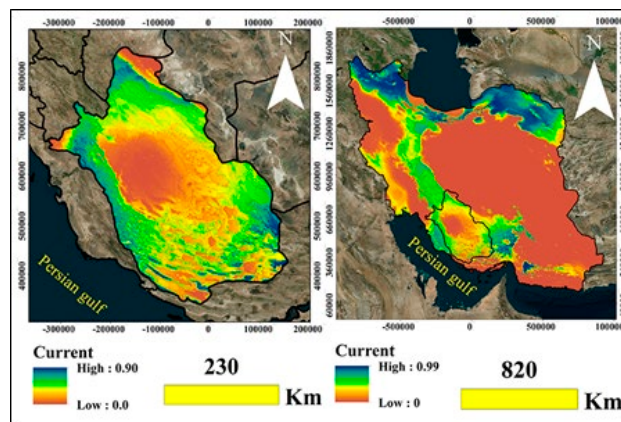 -300000 -200000 -100000 0 100000 200000
N
800000
700000
600000
500000
400000
Persian gulf
-300000 -200000 -100000 0 100000 200000
-500000 0 500000 100000
N
1860000
1560000
1260000
960000
660000
360000
60000
Persian gulf
-500000 0 500000 100000
Current
High : 0.90
Low : 0.0
230
Km
Current
High : 0.99
Low : 0
820
Km